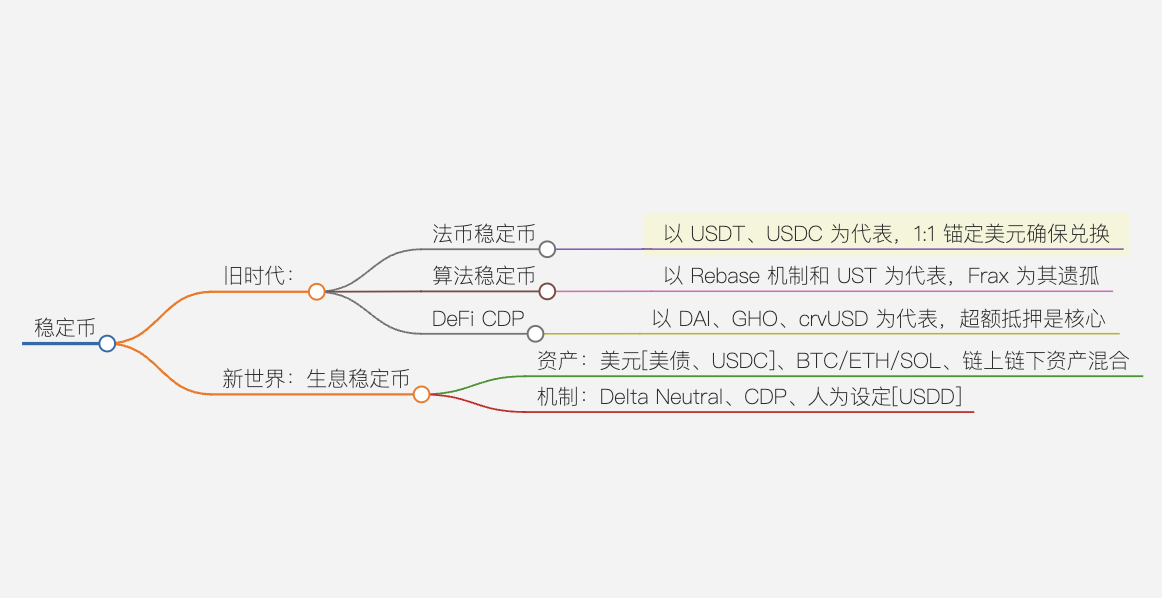 稳定币
旧时代：
法币稳定币
以 USDT、USDC 为代表，1:1 锚定美元确保兑换
算法稳定币
以 Rebase 机制和 UST 为代表，Frax 为其遗孤
DeFi CDP
以 DAI、GHO、crvUSD 为代表，超额抵押是核心
新世界：生息稳定币
资产：美元[美债、USDC]、BTC/ETH/SOL、链上链下资产混合
机制：Delta Neutral、CDP、人为设定[USDD]